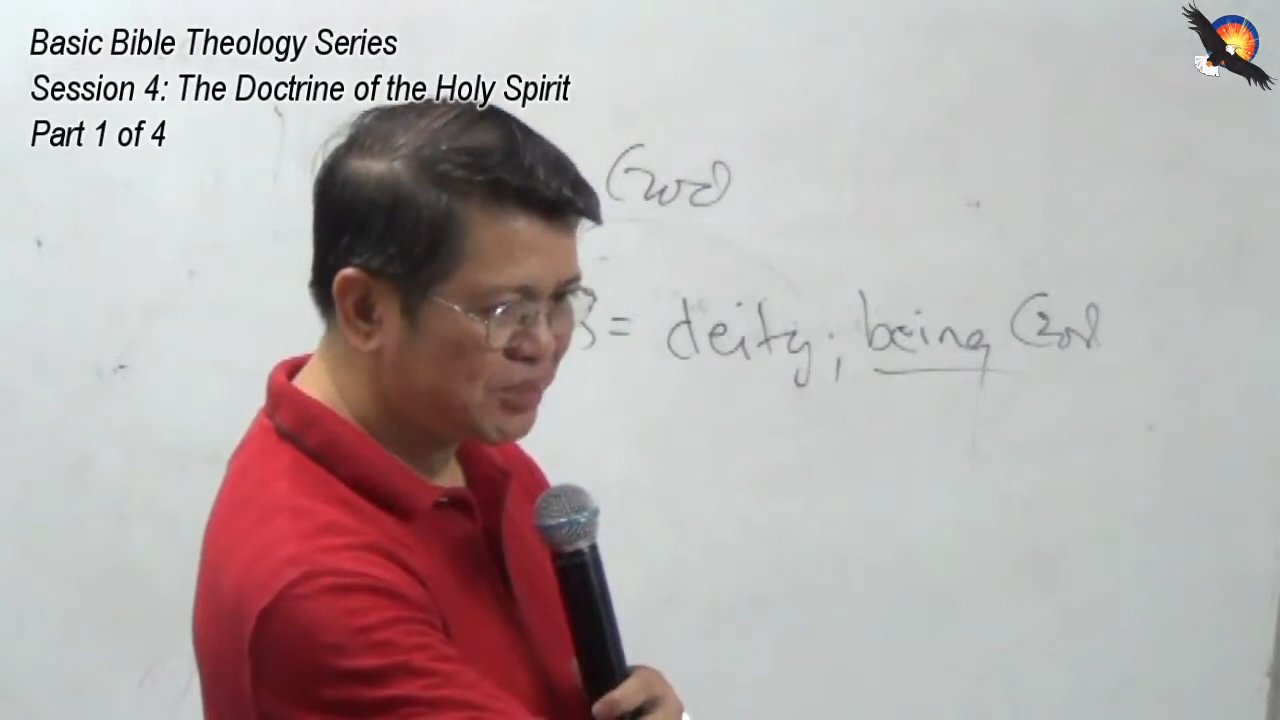 Basic Bible Theology Series
Session 4: The Doctrine of the Holy Spirit
Part 1 of 4
God
= deity; being God